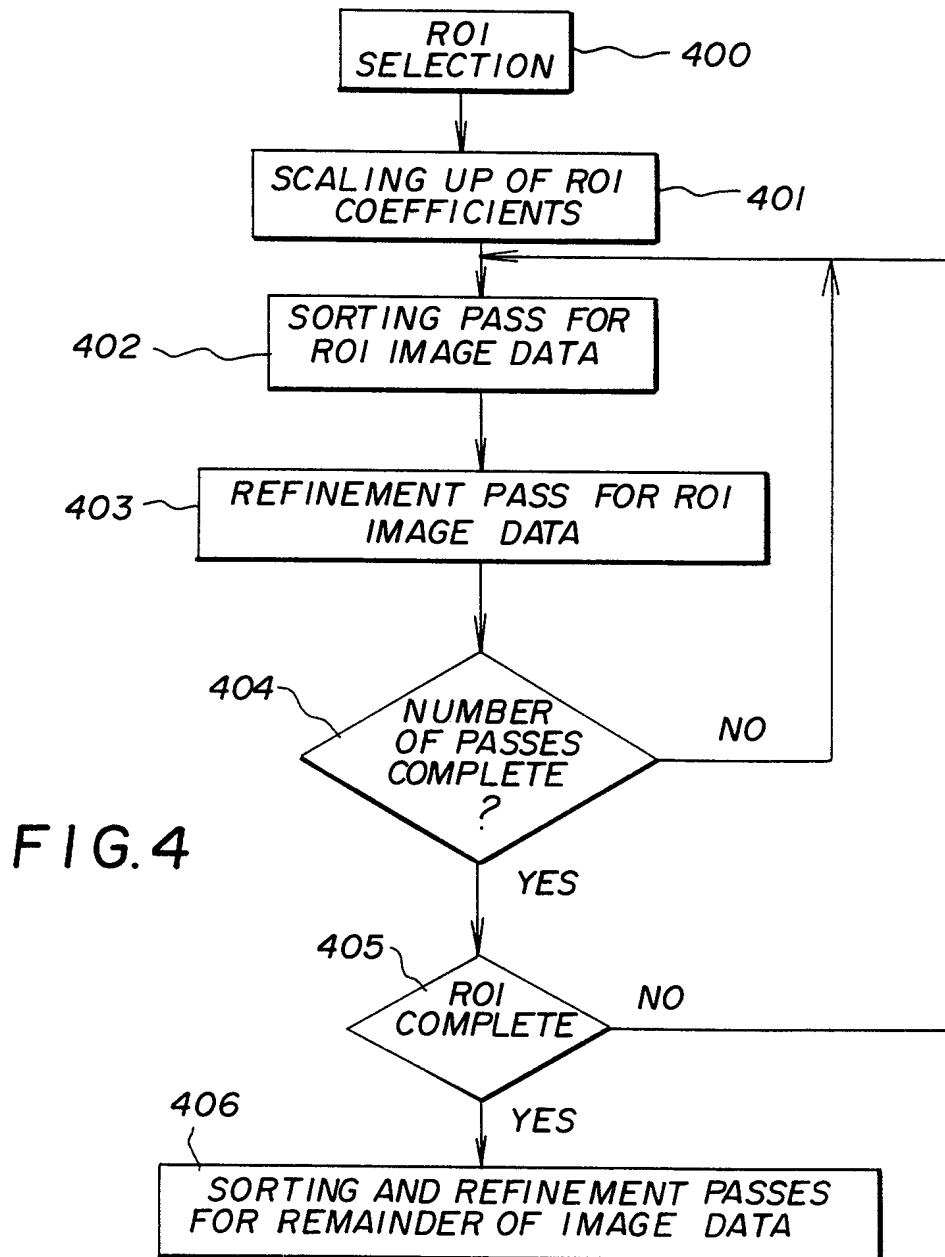 ROI
SELECTION
400
SCALING UP OF ROI
COEFFICIENTS
401
SORTING PASS FOR
ROI IMAGE DATA
402
REFINEMENT PASS FOR ROI
IMAGE DATA
403
404
NUMBER
OF PASSES
COMPLETE
?
NO
FIG.4
YES
405
ROI
COMPLETE
NO
YES
406
SORTING AND REFINEMENT PASSES
FOR REMAINDER OF IMAGE DATA